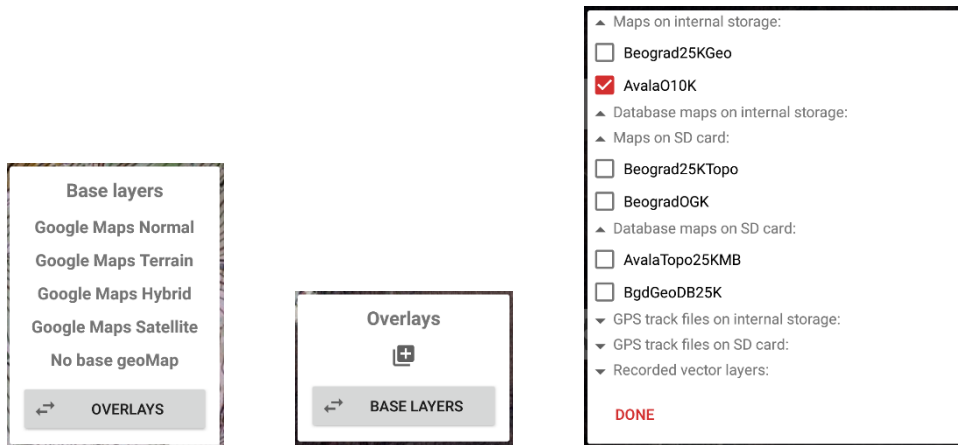 Base layers
Google Maps Normal
Google Maps Terrain
Google Maps Hybrid
Google Maps Satellite
No base geoMap
OVERLAYS
Overlays
BASE LAYERS
Maps on internal storage:
Beograd25KGeo
AvalaO10K
Database maps on internal storage:
Maps on SD card:
Beograd25KTopo
BeogradOGK
Database maps on SD card:
AvalaTopo25KMB
BgdGeoDB25K
GPS track files on internal storage:
GPS track files on SD card:
Recorded vector layers:
DONE